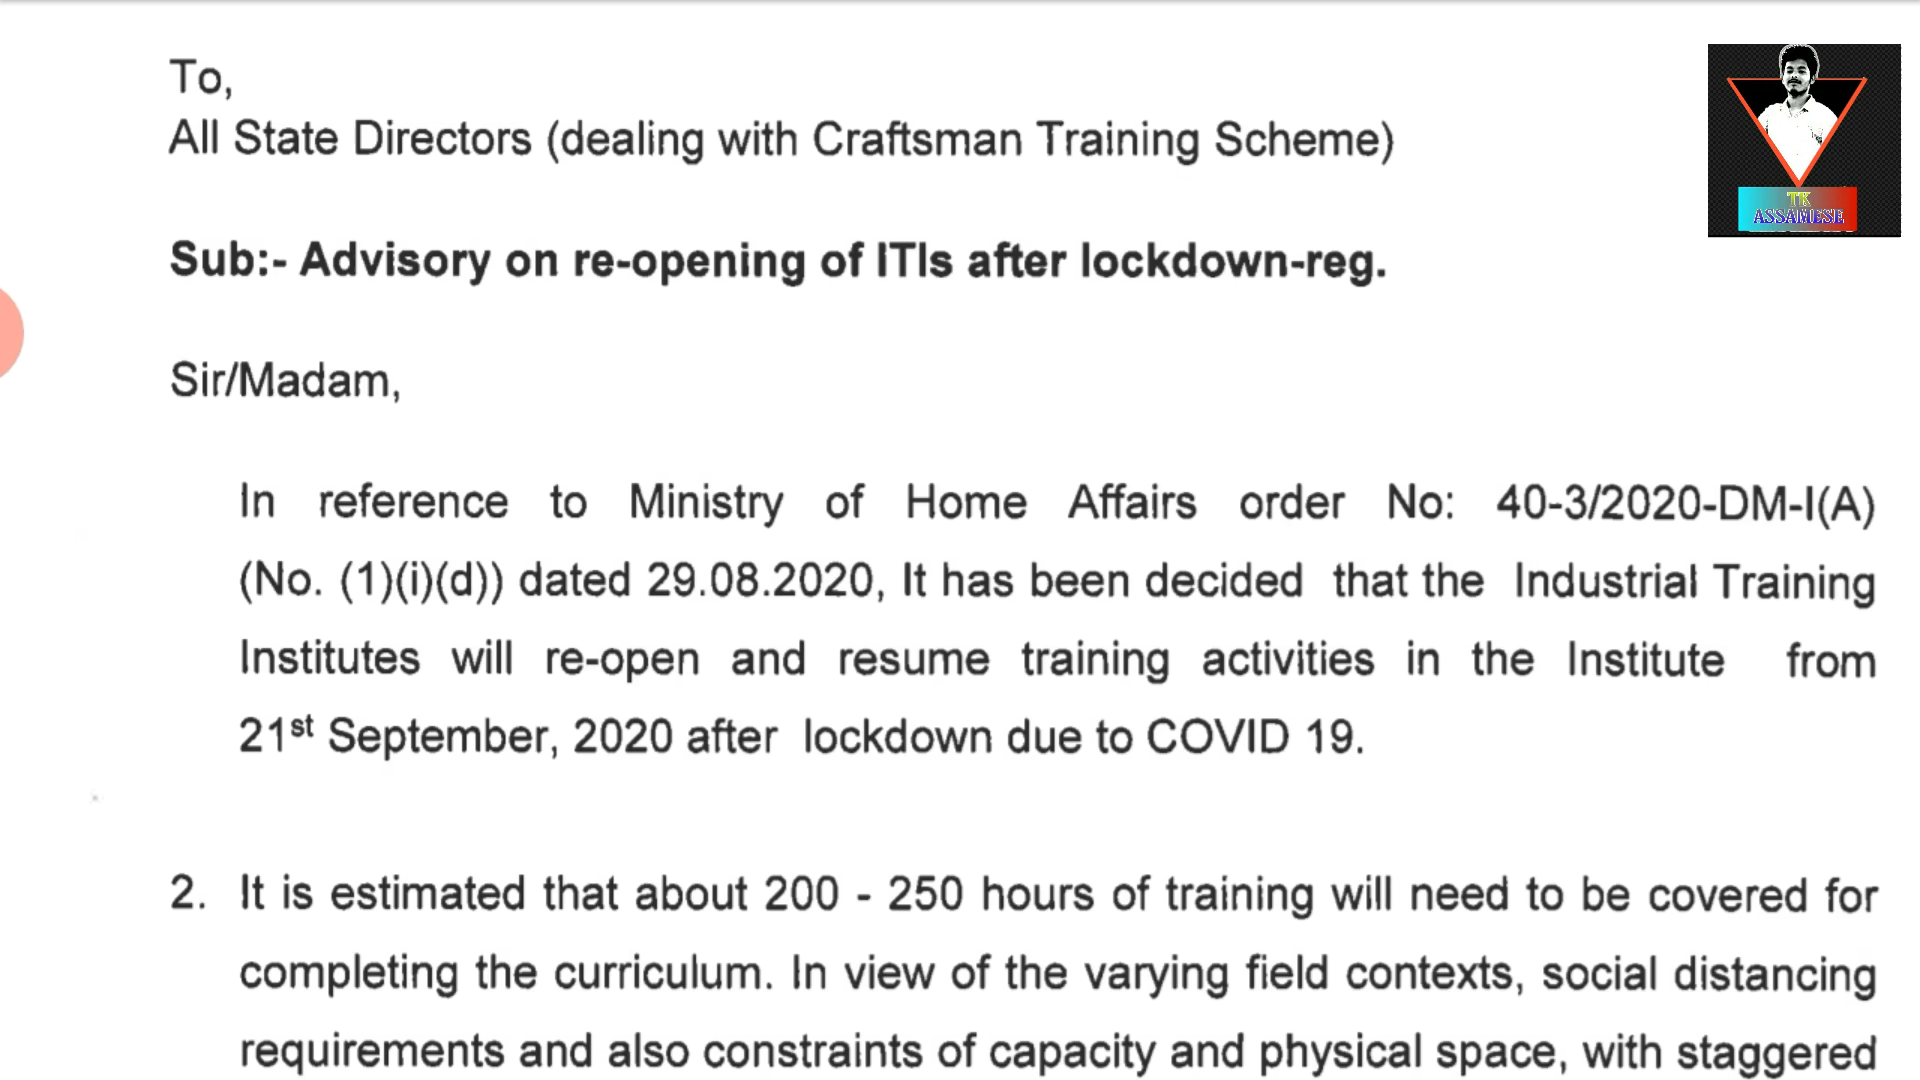 To,
All State Directors (dealing with Craftsman Training Scheme)
Sub:- Advisory on re-opening of ITIs after lockdown-reg.
Sir/Madam,
In reference to Ministry of Home Affairs order No: 40-3/2020-DM-I(A)
(No. (1)(i)(d)) dated 29.08.2020, It has been decided that the Industrial Training
Institutes will re-open and resume training activities in the Institute from
21st September, 2020 after lockdown due to COVID 19.
2. It is estimated that about 200 - 250 hours of training will need to be covered for
completing the curriculum. In view of the varying field contexts, social distancing
requirements and also constraints of capacity and physical space, with staggered
TK
ASSAMESE